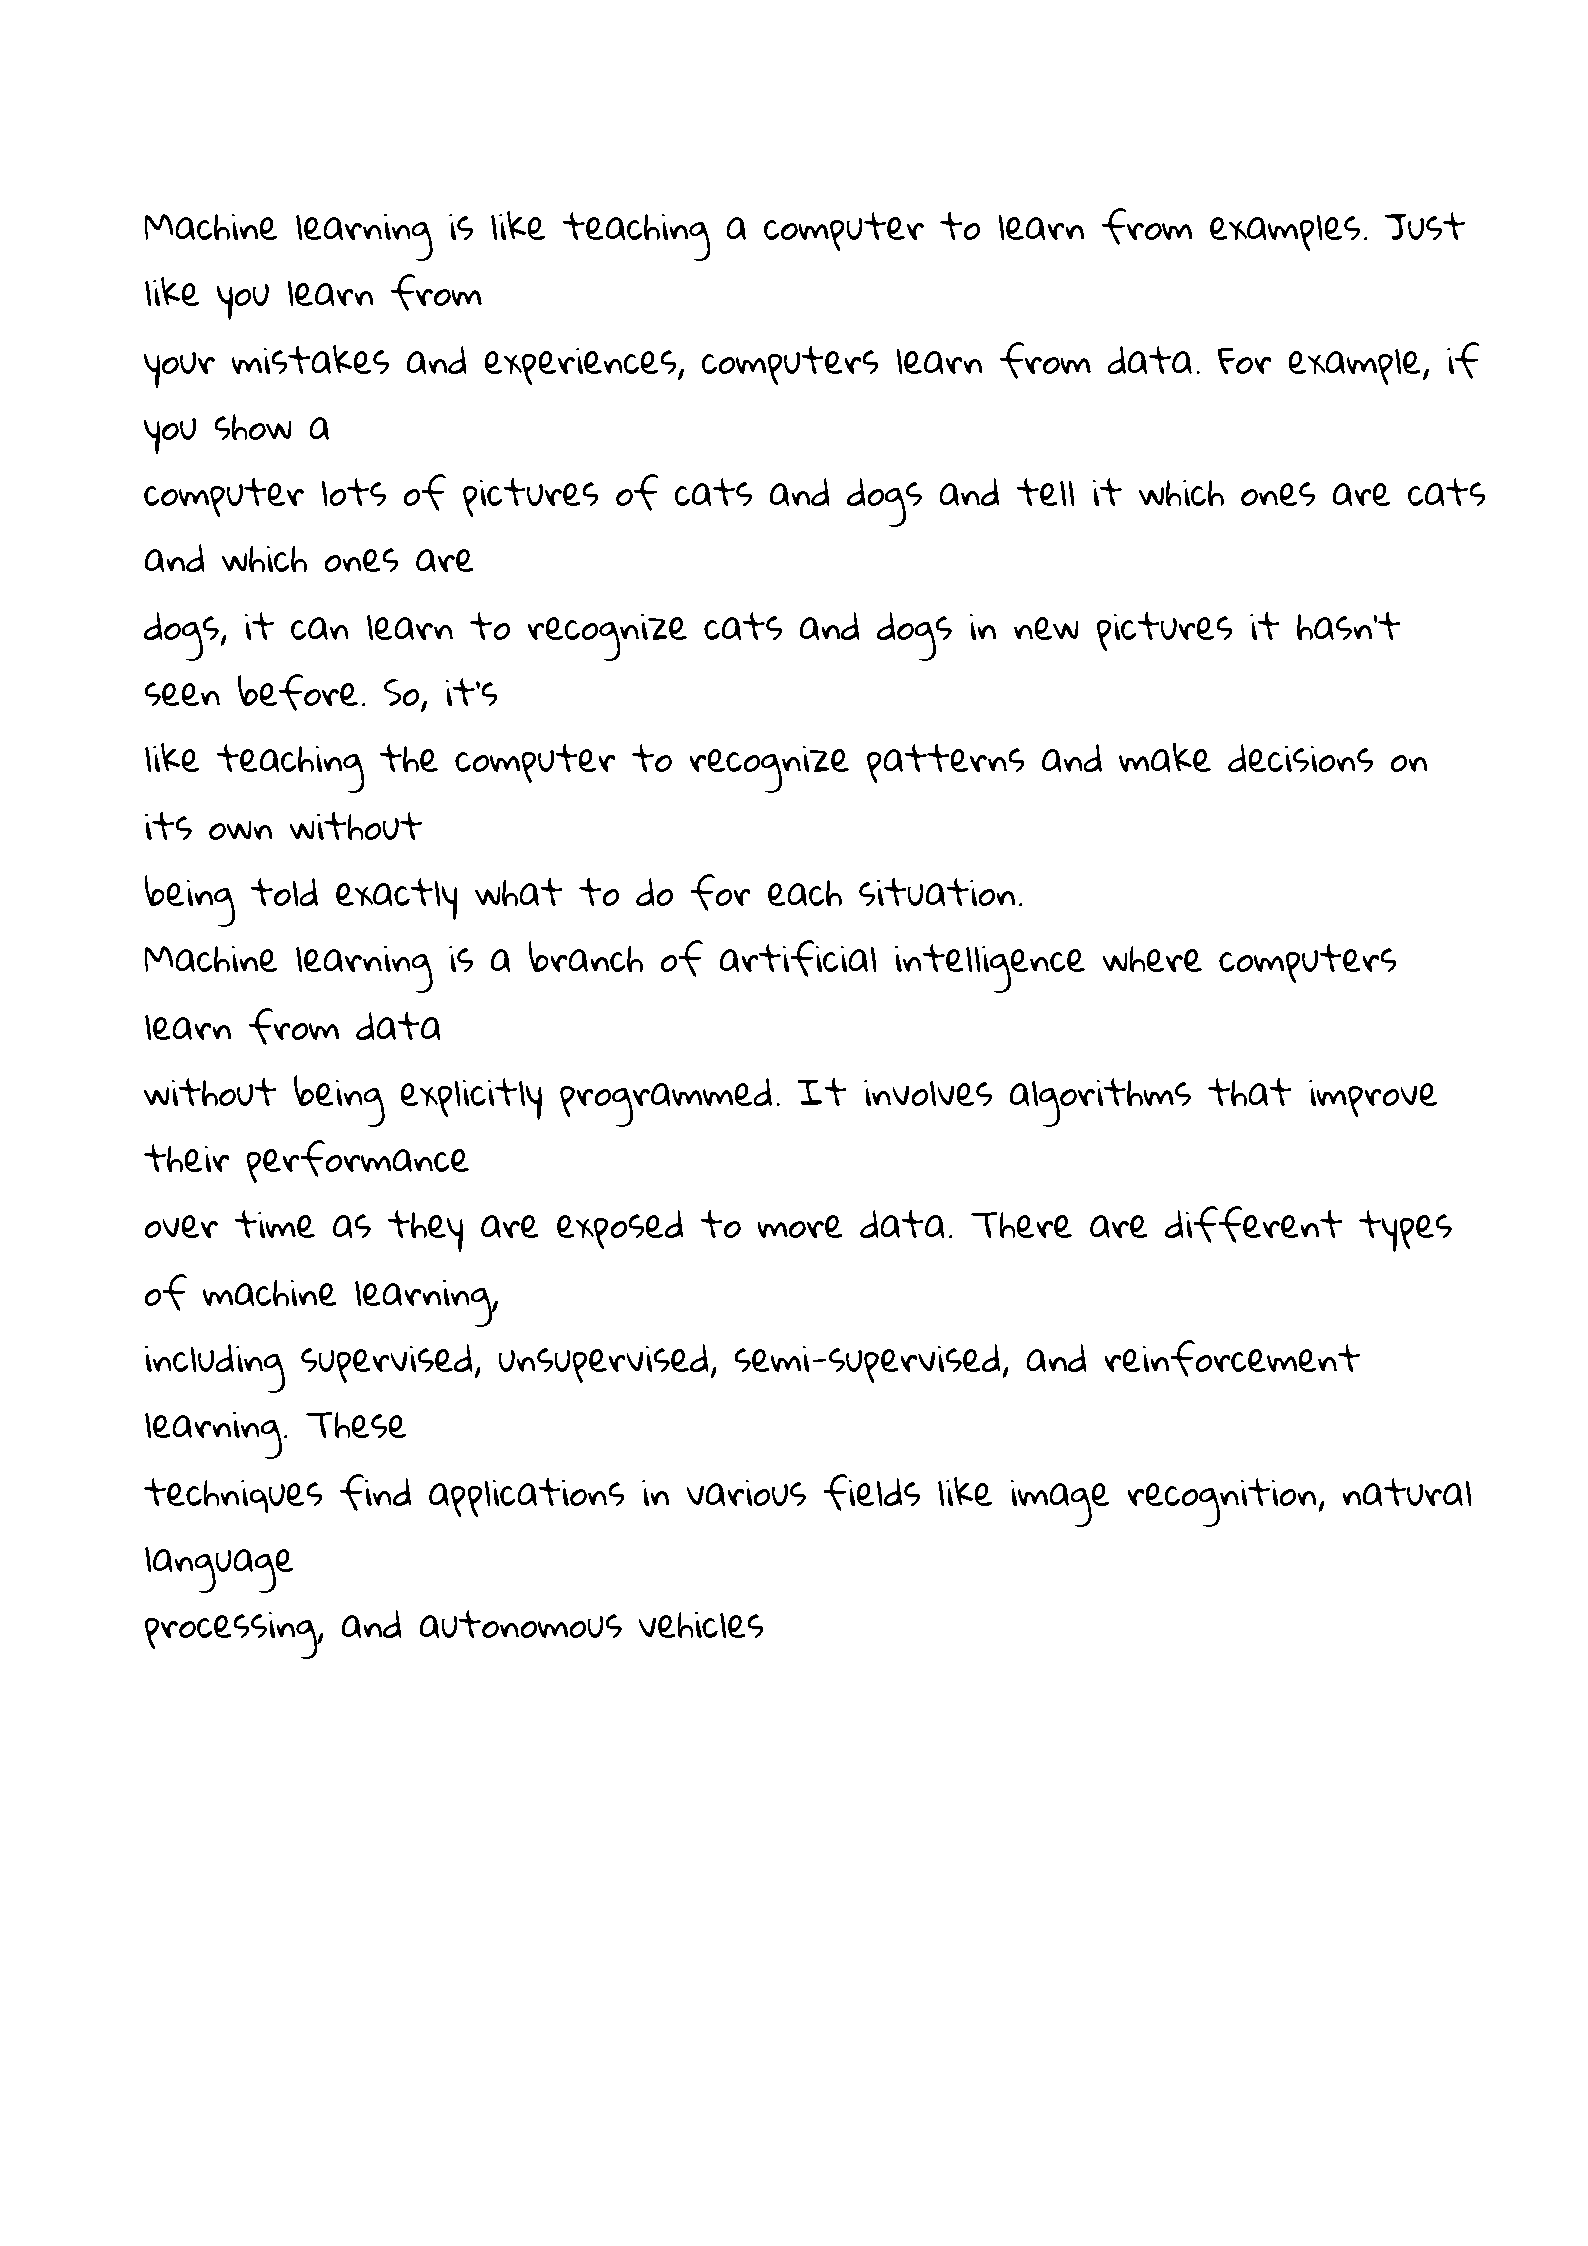 Machine learning is like teaching a computer to learn from examples. Just
like you learn from
your mistakes and experiences, computers learn from data. For example, if
you show a
computer lots of pictures of cats and dogs and tell it which ones are cats
and which ones are
dogs, it can learn to recognize cats and dogs in new pictures it hasn't
seen before. So, it's
like teaching the computer to recognize patterns and make decisions on
its own without
being told exactly what to do for each situation.
Machine learning is a branch of artificial intelligence where computers
learn from data
without being explicitly programmed. It involves algorithms that improve
their performance
over time as they are exposed to more data. There are different types
of machine learning,
including supervised, unsupervised, semi-supervised, and reinforcement
learning. These
techniques find applications in various fields like image recognition, natural
language
processing, and autonomous vehicles